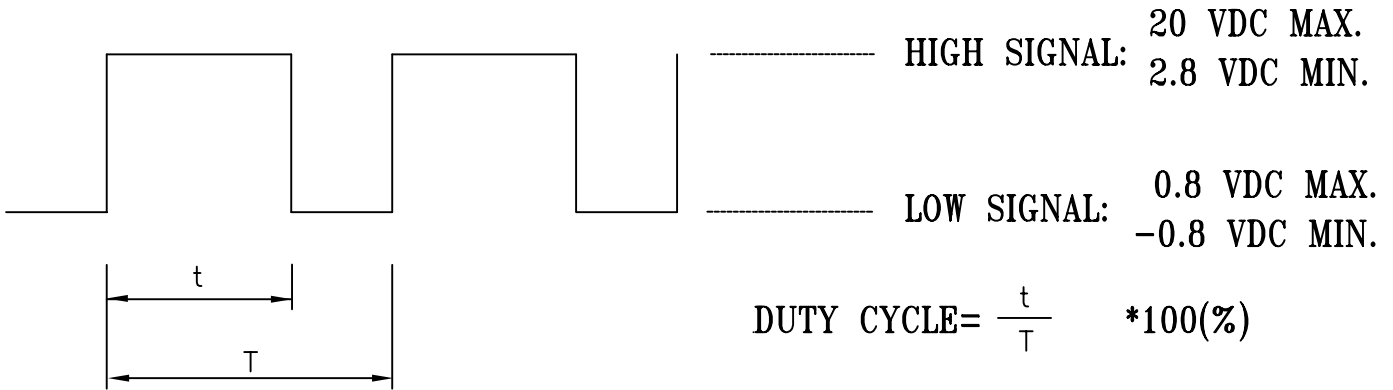 20 VDC MAX.
HIGH SIGNAL:
2.8 VDC MIN.
0.8 VDC MAX.
LOW SIGNAL:
-0.8 VDC MIN.
t
T
DUTY CYCLE= t/T *100(%)